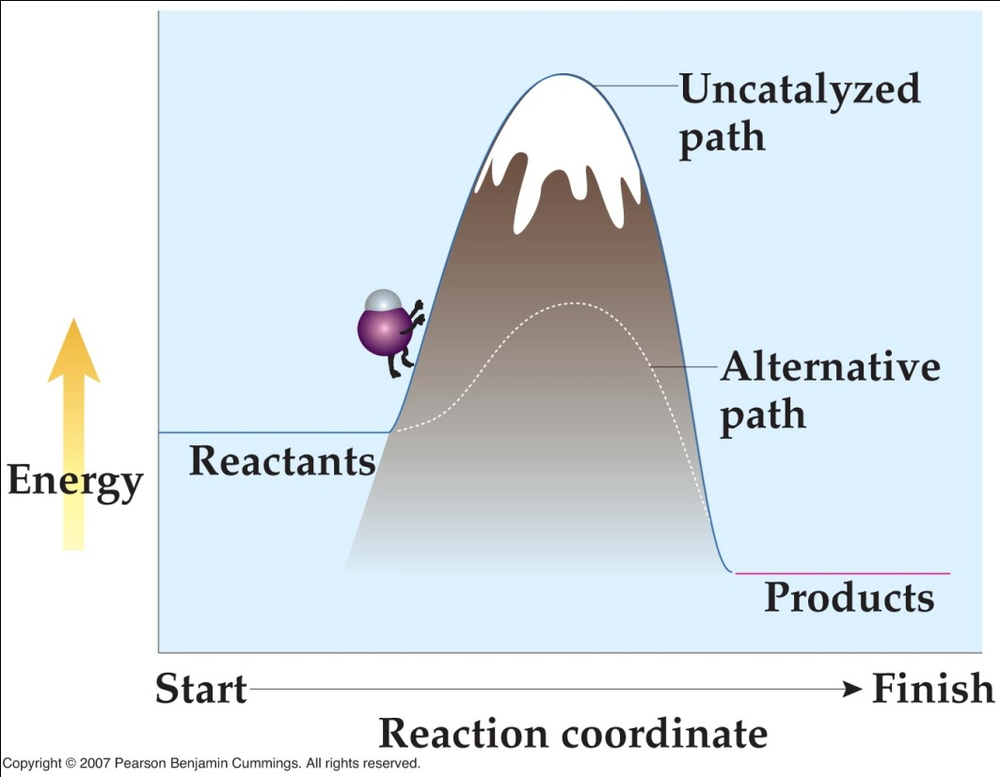 Uncatalyzed
path
Alternative
path
Reactants
Energy
Products
Start
Finish
Reaction coordinate
Copyright © 2007 Pearson Benjamin Cummings. All rights reserved.